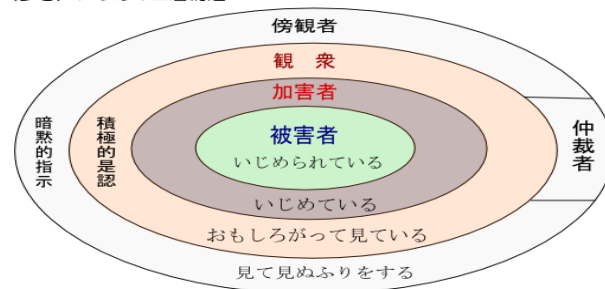 傍観者
観　衆
加害者
被害者
いじめられている
いじめている
おもしろがって見ている
見て見ぬふりをする
暗黙的指示
積極的是認
仲裁者